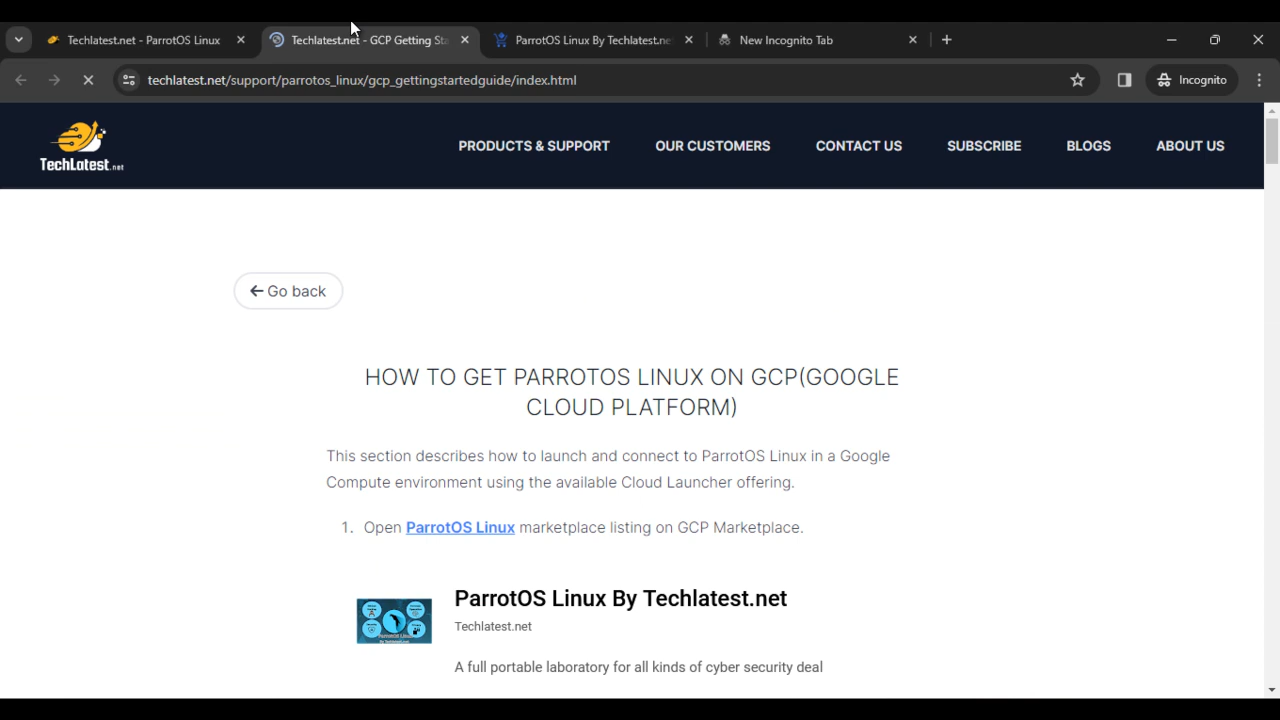 Techlatest.net - ParrotOS Linux
Techlatest.net - GCP Getting Sta
ParrotOS Linux By Techlatest.ne
New Incognito Tab
techlatest.net/support/parrotos_linux/gcp_gettingstartedguide/index.html
Incognito
TechLatest.net
PRODUCTS & SUPPORT
OUR CUSTOMERS
CONTACT US
SUBSCRIBE
BLOGS
ABOUT US
Go back
HOW TO GET PARROTOS LINUX ON GCP(GOOGLE
CLOUD PLATFORM)
This section describes how to launch and connect to ParrotOS Linux in a Google
Compute environment using the available Cloud Launcher offering.
1. Open ParrotOS Linux marketplace listing on GCP Marketplace.
ParrotOS Linux By Techlatest.net
Techlatest.net
A full portable laboratory for all kinds of cyber security deal